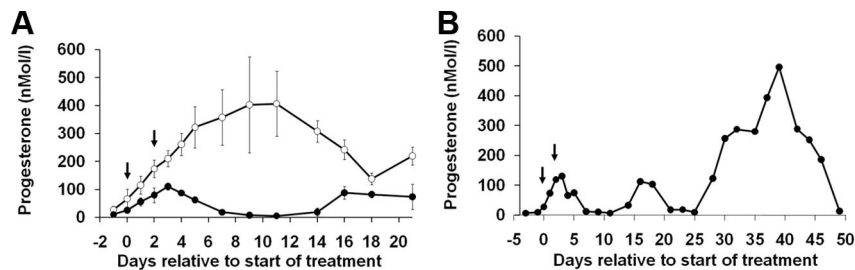 A
Progesterone (nMol/l)
600
500
400
300
200
100
0
-2 0 2 4 6 8 10 12 14 16 18 20
Days relative to start of treatment
B
Progesterone (nMol/l)
600
500
400
300
200
100
0
-5 0 5 10 15 20 25 30 35 40 45 50
Days relative to start of treatment